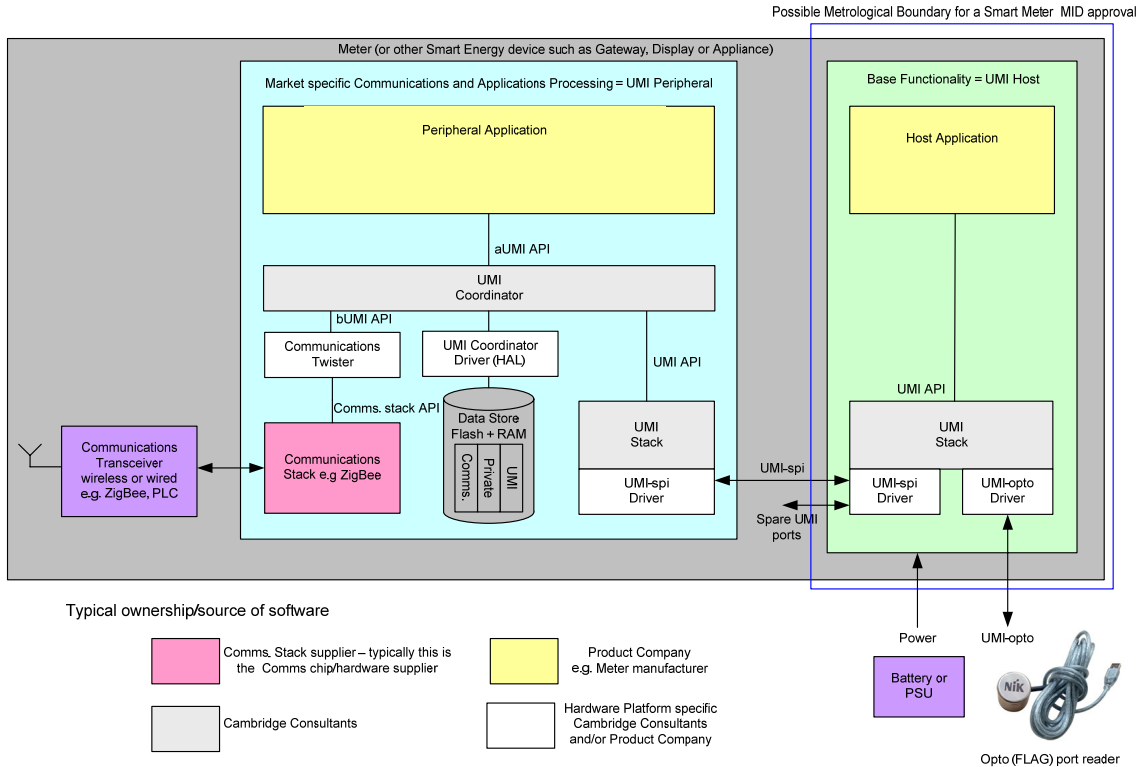 Possible Metrological Boundary for a Smart Meter MID approval
Meter (or other Smart Energy device such as Gateway, Display or Appliance)
Market specific Communications and Applications Processing = UMI Peripheral
Base Functionality = UMI Host
Peripheral Application
Host Application
aUMI API
UMI
Coordinator
bUMI API
Communications
Twister
UMI Coordinator
Driver (HAL)
UMI API
UMI API
Comms. stack API
Data Store
Flash + RAM
Comms.
Private
UMI
UMI
Stack
UMI
Stack
Communications
Transceiver
wireless or wired
e.g. ZigBee, PLC
Communications
Stack e.g ZigBee
UMI-spi
UMI-spi
Driver
UMI-spi
Driver
UMI-opto
Driver
Spare UMI
ports
Typical ownership/source of software
Power
UMI-opto
Comms. Stack supplier – typically this is
the Comms chip/hardware supplier
Product Company
e.g. Meter manufacturer
Battery or
PSU
NiK
Cambridge Consultants
Hardware Platform specific
Cambridge Consultants
and/or Product Company
Opto (FLAG) port reader